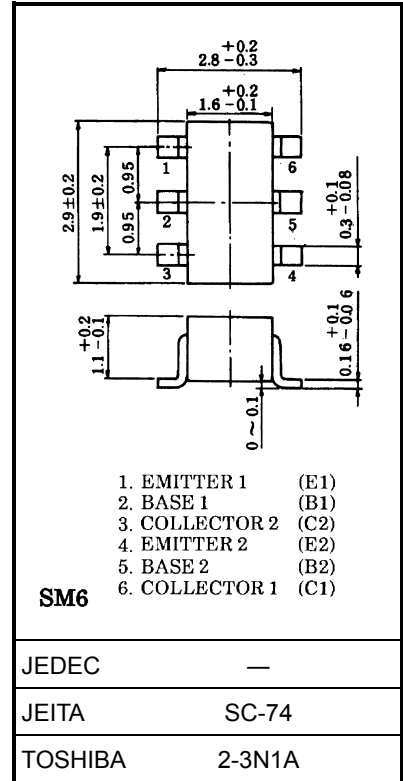 +0.2
2.8 −0.3
+0.2
1.6 −0.1
2.9±0.2
1.9±0.2
0.95
0.95
1
2
3
6
5
4
+0.1
0.3−0.08
+0.2
1.1−0.1
0 ~ 0.1
+0.1
0.16−0.06
1. EMITTER 1 (E1)
2. BASE 1 (B1)
3. COLLECTOR 2 (C2)
4. EMITTER 2 (E2)
5. BASE 2 (B2)
6. COLLECTOR 1 (C1)
SM6
JEDEC —
JEITA SC-74
TOSHIBA 2-3N1A